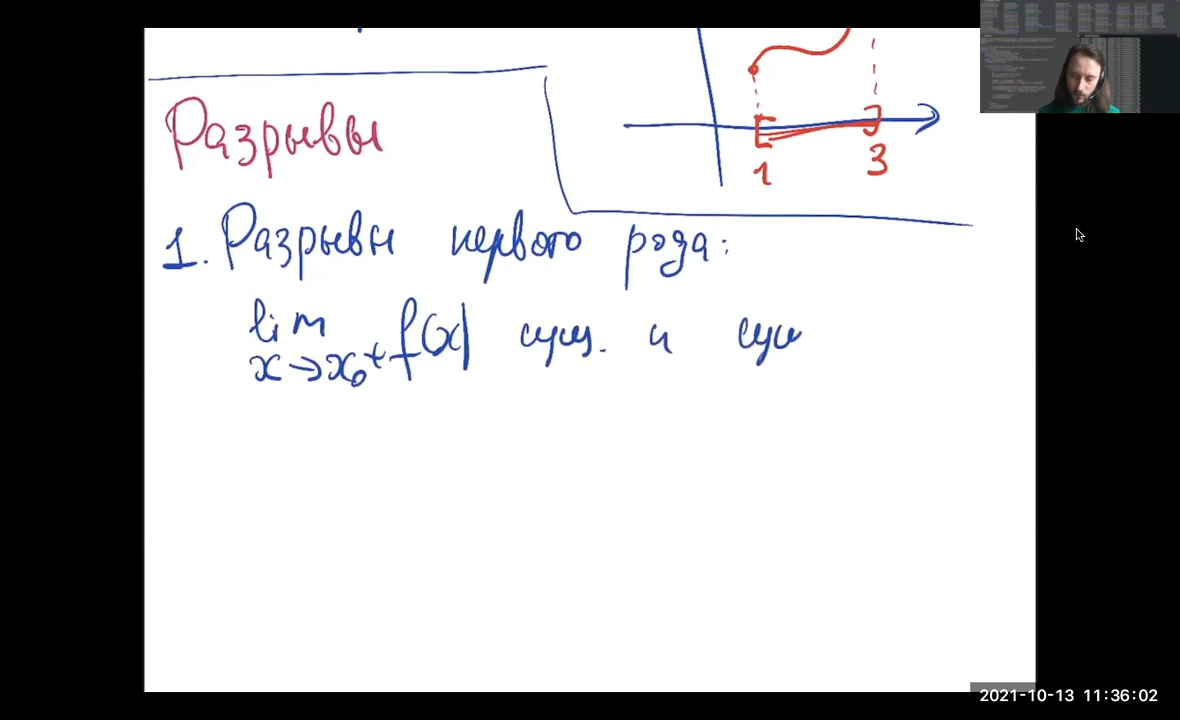 1 3
Разрывы
1. Разрывы первого рода:
lim f(x) сущ. и сущ
x→x₀+
2021-10-13 11:36:02